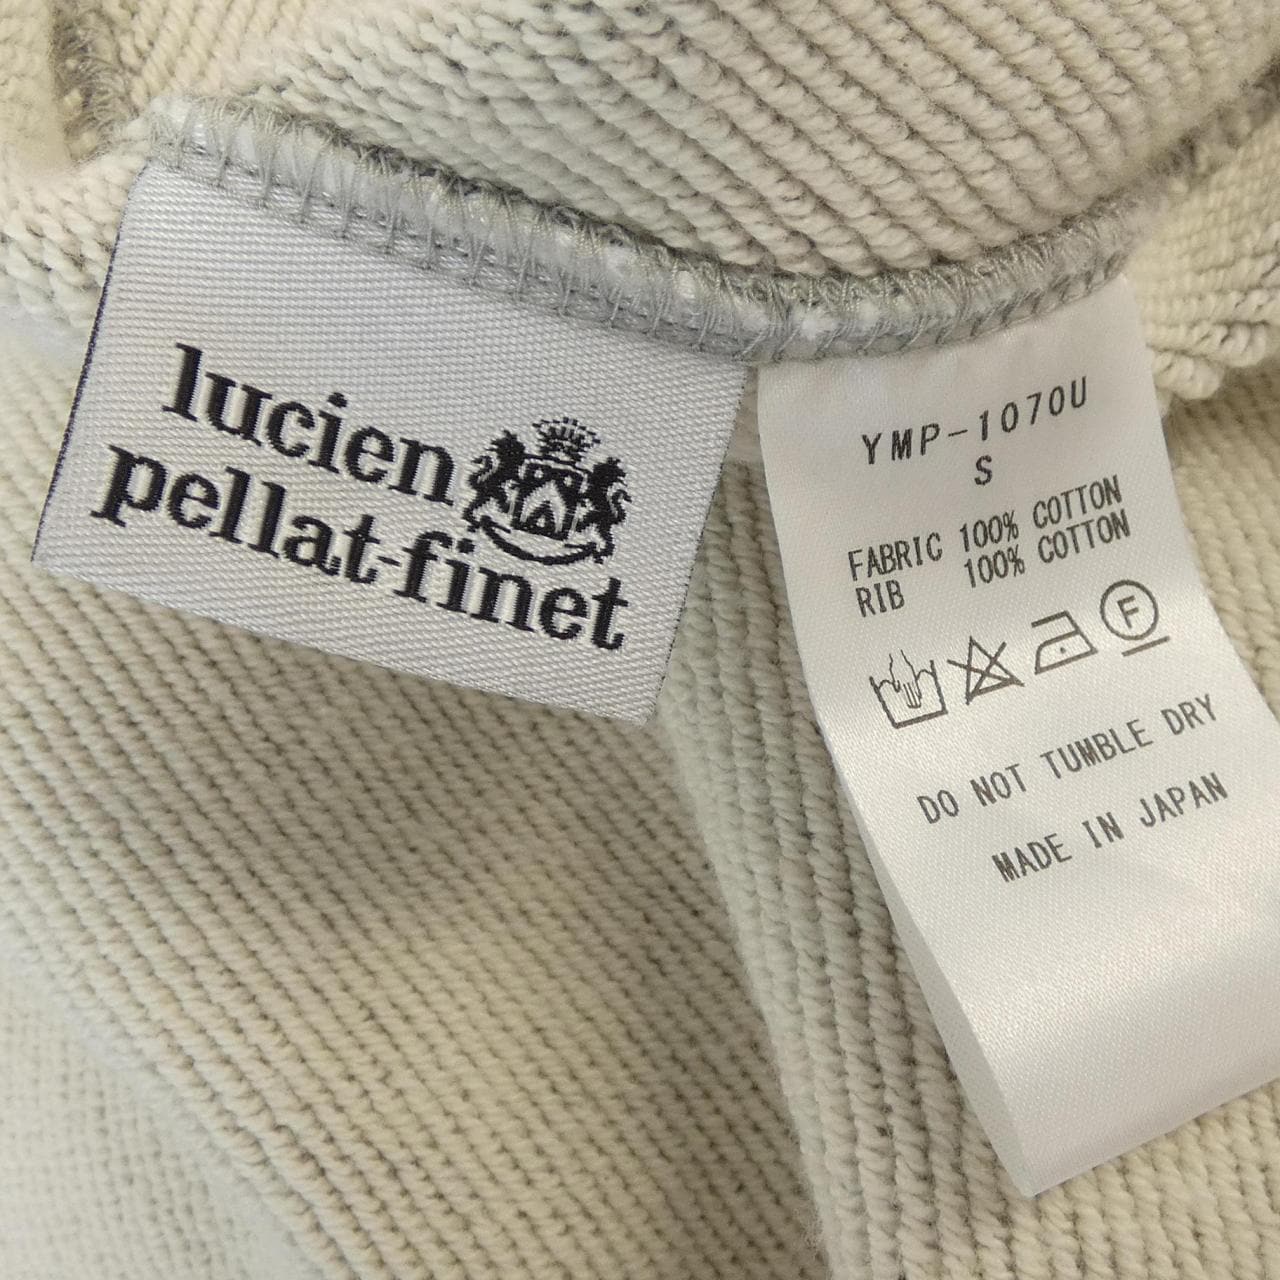 lucien
pellat-finet
YMP-1070U
S
FABRIC 100% COTTON
RIB 100% COTTON
F
DO NOT TUMBLE DRY
MADE IN JAPAN